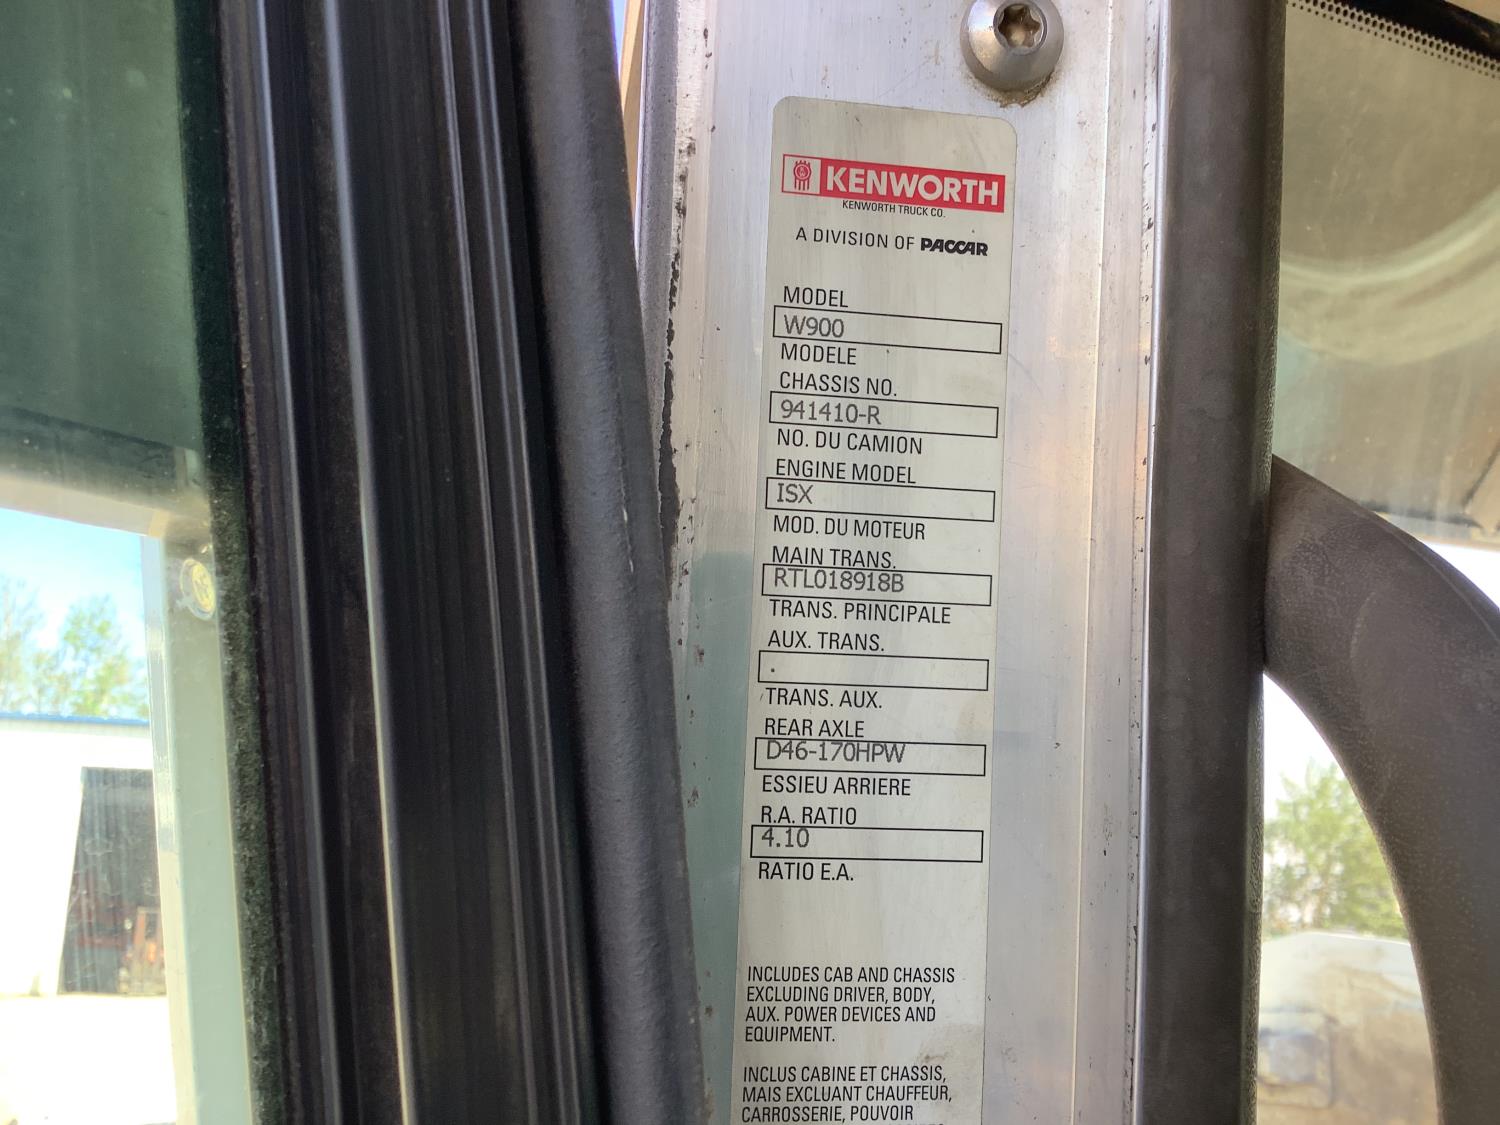 KENWORTH
KENWORTH TRUCK CO.
A DIVISION OF PACCAR
MODEL
W900
MODELE
CHASSIS NO.
941410-R
NO. DU CAMION
ENGINE MODEL
ISX
MOD. DU MOTEUR
MAIN TRANS.
RTLO18918B
TRANS. PRINCIPALE
AUX. TRANS.
.
TRANS. AUX.
REAR AXLE
D46-170HPW
ESSIEU ARRIERE
R.A. RATIO
4.10
RATIO E.A.
INCLUDES CAB AND CHASSIS
EXCLUDING DRIVER, BODY,
AUX. POWER DEVICES AND
EQUIPMENT.
INCLUS CABINE ET CHASSIS,
MAIS EXCLUANT CHAUFFEUR,
CARROSSERIE, POUVOIR